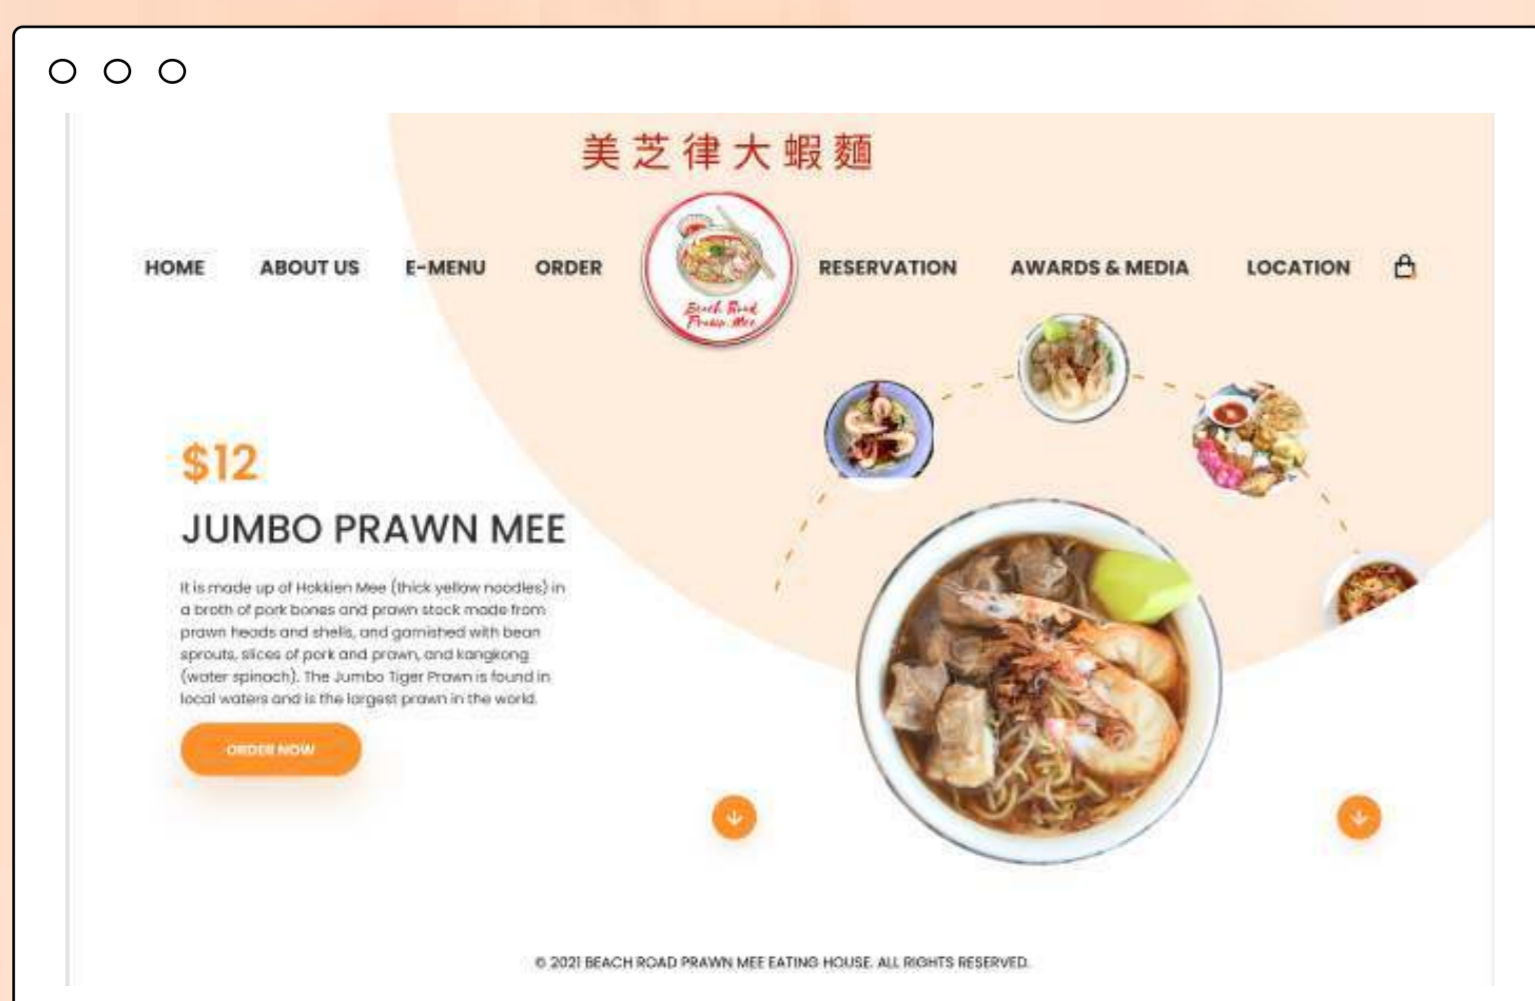 美芝律大蝦麵
HOME ABOUT US E-MENU ORDER RESERVATION AWARDS & MEDIA LOCATION
Beach Road
Prawn Mee
$12
JUMBO PRAWN MEE
It is made up of Hokkien Mee (thick yellow noodles) in
a broth of pork bones and prawn stock made from
prawn heads and shells, and garnished with bean
sprouts, slices of pork and prawn, and kangkong
(water spinach). The Jumbo Tiger Prawn is found in
local waters and is the largest prawn in the world.
ORDER NOW
© 2021 BEACH ROAD PRAWN MEE EATING HOUSE. ALL RIGHTS RESERVED.